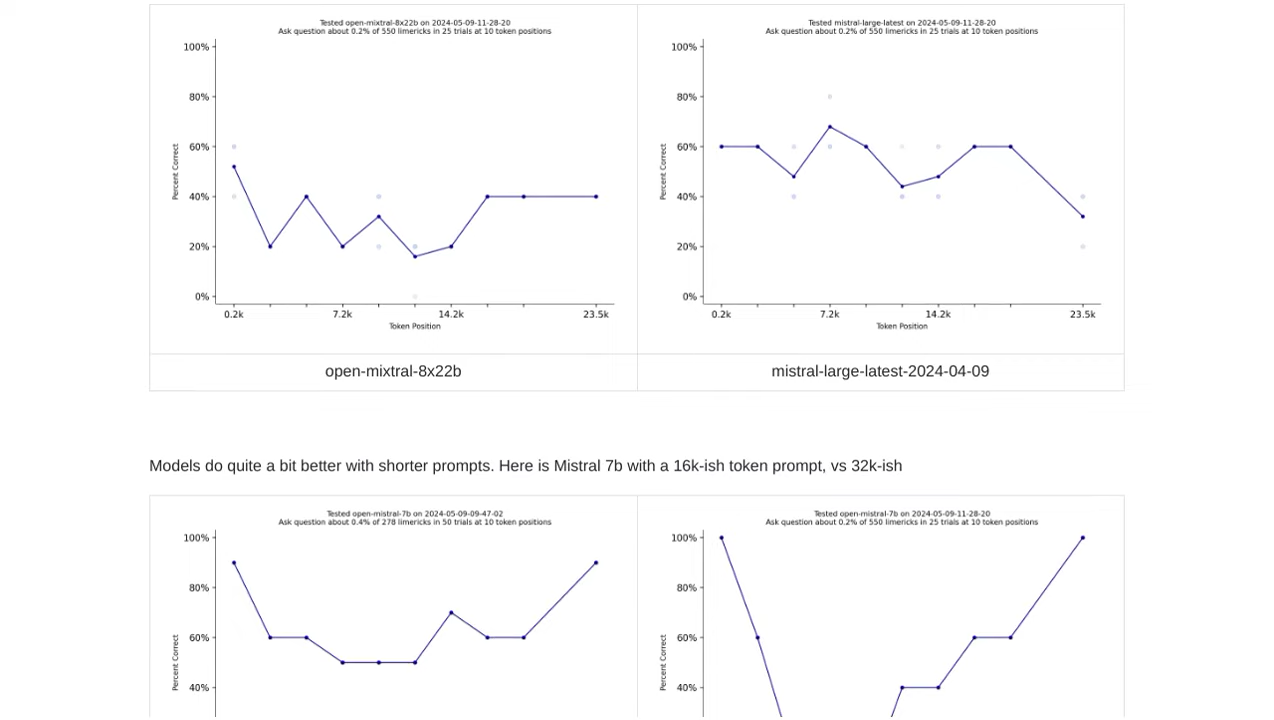 Tested open-mixtral-8x22b on 2024-05-09-11-28-20
Ask question about 0.2% of 550 limericks in 25 trials at 10 token positions
100%
80%
60%
40%
20%
0%
Percent Correct
0.2k 7.2k 14.2k 23.5k
Token Position
open-mixtral-8x22b
Tested mistral-large-latest on 2024-05-09-11-28-20
Ask question about 0.2% of 550 limericks in 25 trials at 10 token positions
100%
80%
60%
40%
20%
0%
Percent Correct
0.2k 7.2k 14.2k 23.5k
Token Position
mistral-large-latest-2024-04-09
Models do quite a bit better with shorter prompts. Here is Mistral 7b with a 16k-ish token prompt, vs 32k-ish
Tested open-mistral-7b on 2024-05-09-09-47-02
Ask question about 0.4% of 278 limericks in 50 trials at 10 token positions
100%
80%
60%
40%
Percent Correct
Tested open-mistral-7b on 2024-05-09-11-28-20
Ask question about 0.2% of 550 limericks in 25 trials at 10 token positions
100%
80%
60%
40%
Percent Correct